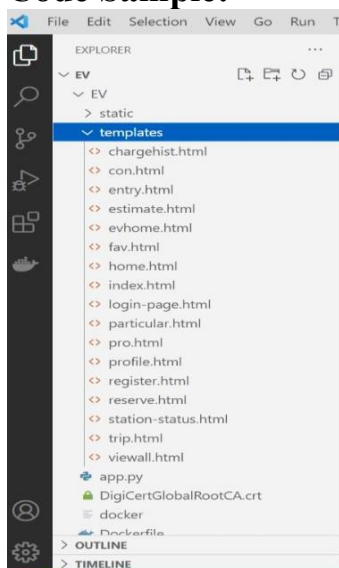 Code Sample:
File Edit Selection View Go Run T
EXPLORER
EV
EV
static
templates
chargehist.html
con.html
entry.html
estimate.html
evhome.html
fav.html
home.html
index.html
login-page.html
particular.html
pro.html
profile.html
register.html
reserve.html
station-status.html
trip.html
viewall.html
app.py
DigiCertGlobalRootCA.crt
docker
Dockerfile
OUTLINE
TIMELINE